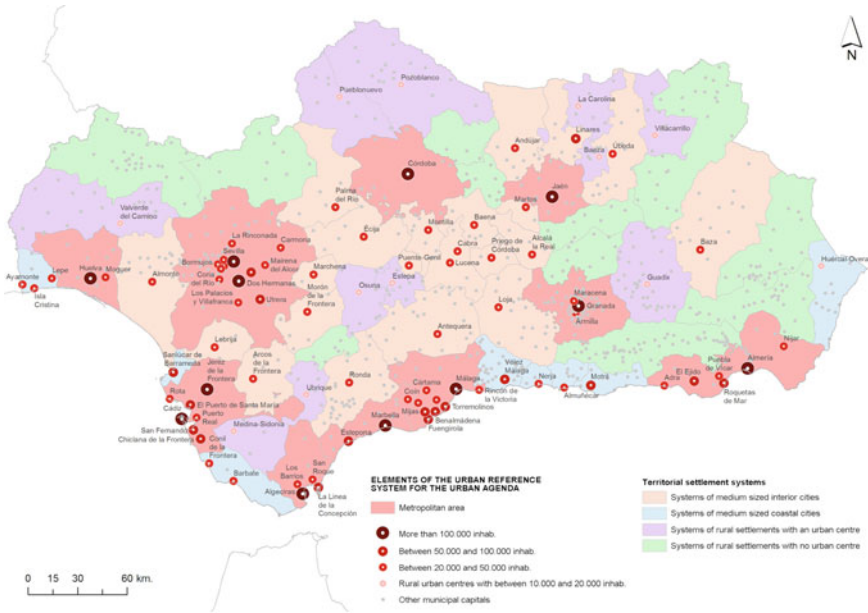 N
Pozoblanco
Pueblonuevo
La Carolina
Linares
Andújar
Villacarrillo
Baeza
Úbeda
Córdoba
Jaén
Martos
Palma
del Río
Valverde
del Camino
La Rinconada
Carmona
Écija
Montilla
Baena
Sevilla
Bormujos
Mairena
del Alcor
Cabra
Priego de
Córdoba
Alcalá
la Real
Baza
Huércal-Overa
Ayamonte
Lepe
Huelva
Moguer
Almonte
Coria
del Río
Dos Hermanas
Marchena
Puente Genil
Lucena
Estepa
Osuna
Guadix
Isla
Cristina
Los Palacios
y Villafranca
Utrera
Morón de
la Frontera
Loja
Maracena
Granada
Armilla
Lebrija
Antequera
Níjar
Sanlúcar de
Barrameda
Jerez de
la Frontera
Arcos de
la Frontera
Ronda
Vélez
Málaga
Almería
Puebla
de Vícar
El Ejido
Adra
Roquetas
de Mar
Rota
Ubrique
Cártama
Coín
Málaga
Nerja
Motril
Cádiz
El Puerto de Santa María
Puerto
Real
Mijas
Rincón de
la Victoria
Almuñécar
San Fernando
Chiclana de la Frontera
Medina-Sidonia
Marbella
Torremolinos
Benalmádena
Fuengirola
Conil
de la
Frontera
Estepona
Barbate
Los
Barrios
San
Roque
Algeciras
La Línea
de la
Concepción
ELEMENTS OF THE URBAN REFERENCE
SYSTEM FOR THE URBAN AGENDA
Metropolitan area
More than 100.000 inhab.
Between 50.000 and 100.000 inhab.
Between 20.000 and 50.000 inhab.
Rural urban centres with between 10.000 and 20.000 inhab.
Other municipal capitals
Territorial settlement systems
Systems of medium sized interior cities
Systems of medium sized coastal cities
Systems of rural settlements with an urban centre
Systems of rural settlements with no urban centre
0 15 30 60 km.